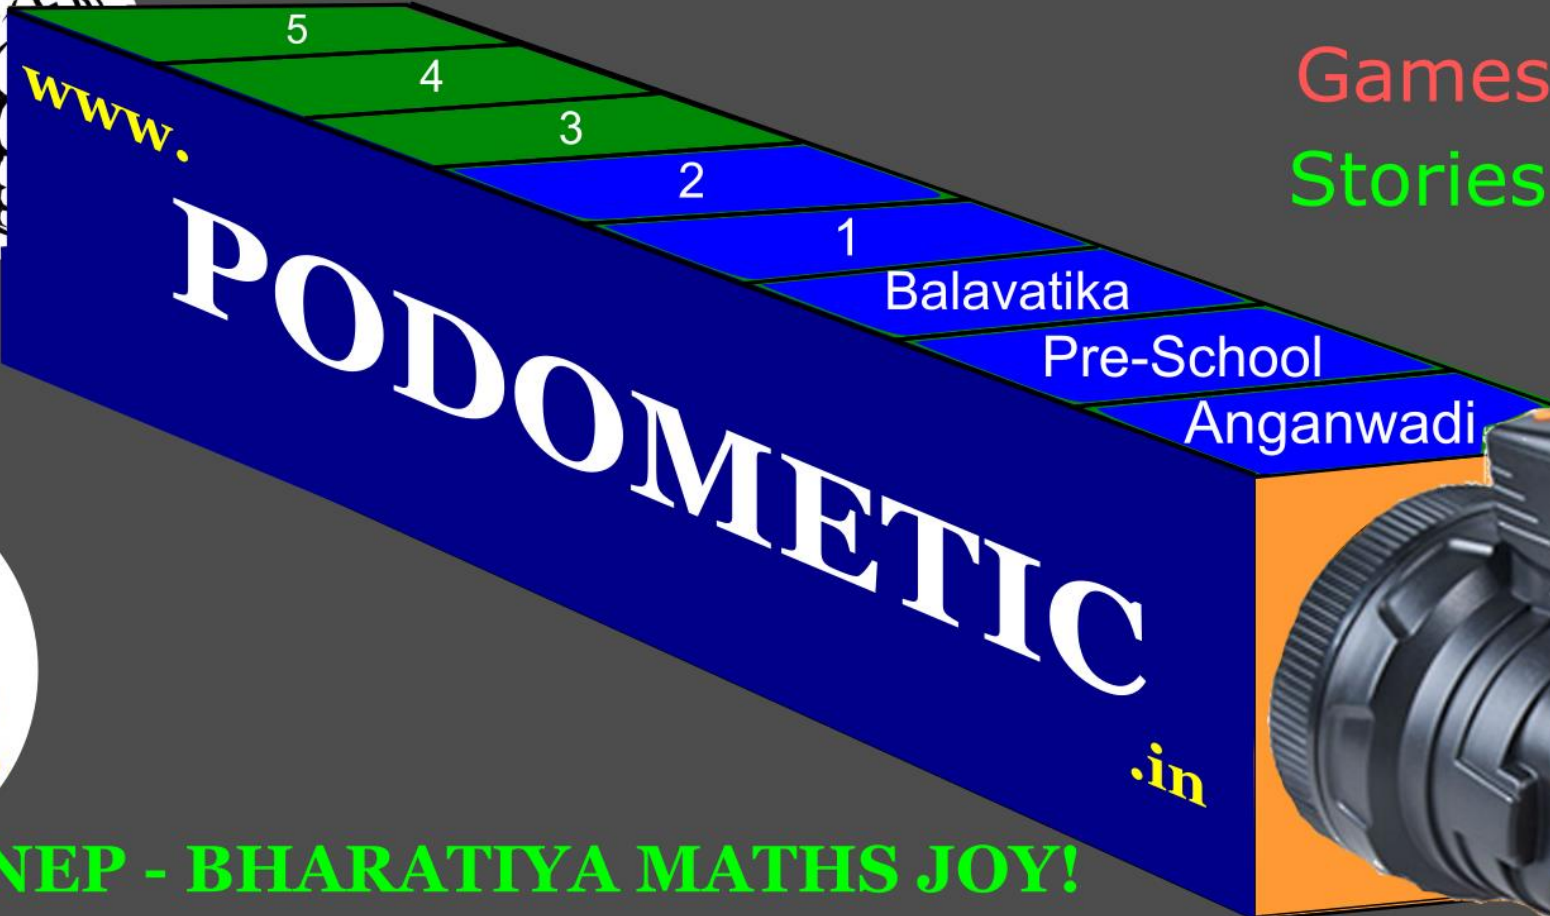 5
4
3
2
1
Balavatika
Pre-School
Anganwadi
www.
PODOMETIC
.in
Games
Stories
NEP - BHARATIYA MATHS JOY!